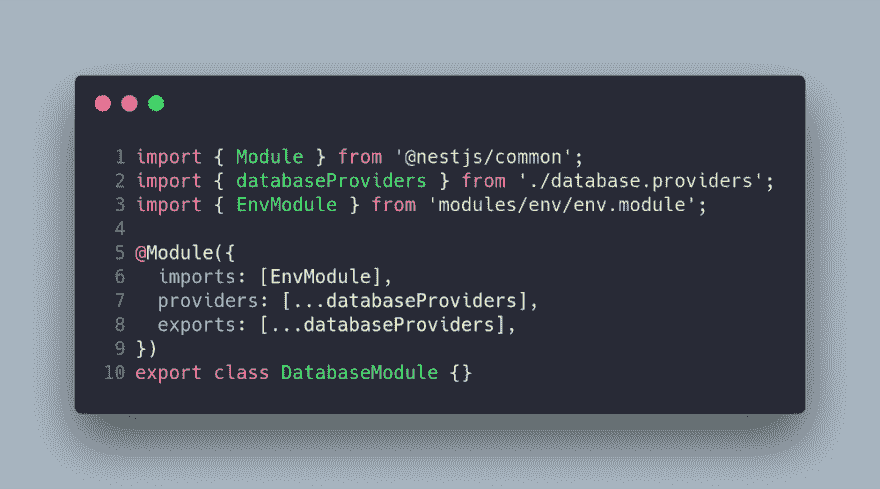 1 import { Module } from '@nestjs/common';
2 import { databaseProviders } from './database.providers';
3 import { EnvModule } from 'modules/env/env.module';
4
5 @Module({
6   imports: [EnvModule],
7   providers: [...databaseProviders],
8   exports: [...databaseProviders],
9 })
10 export class DatabaseModule {}